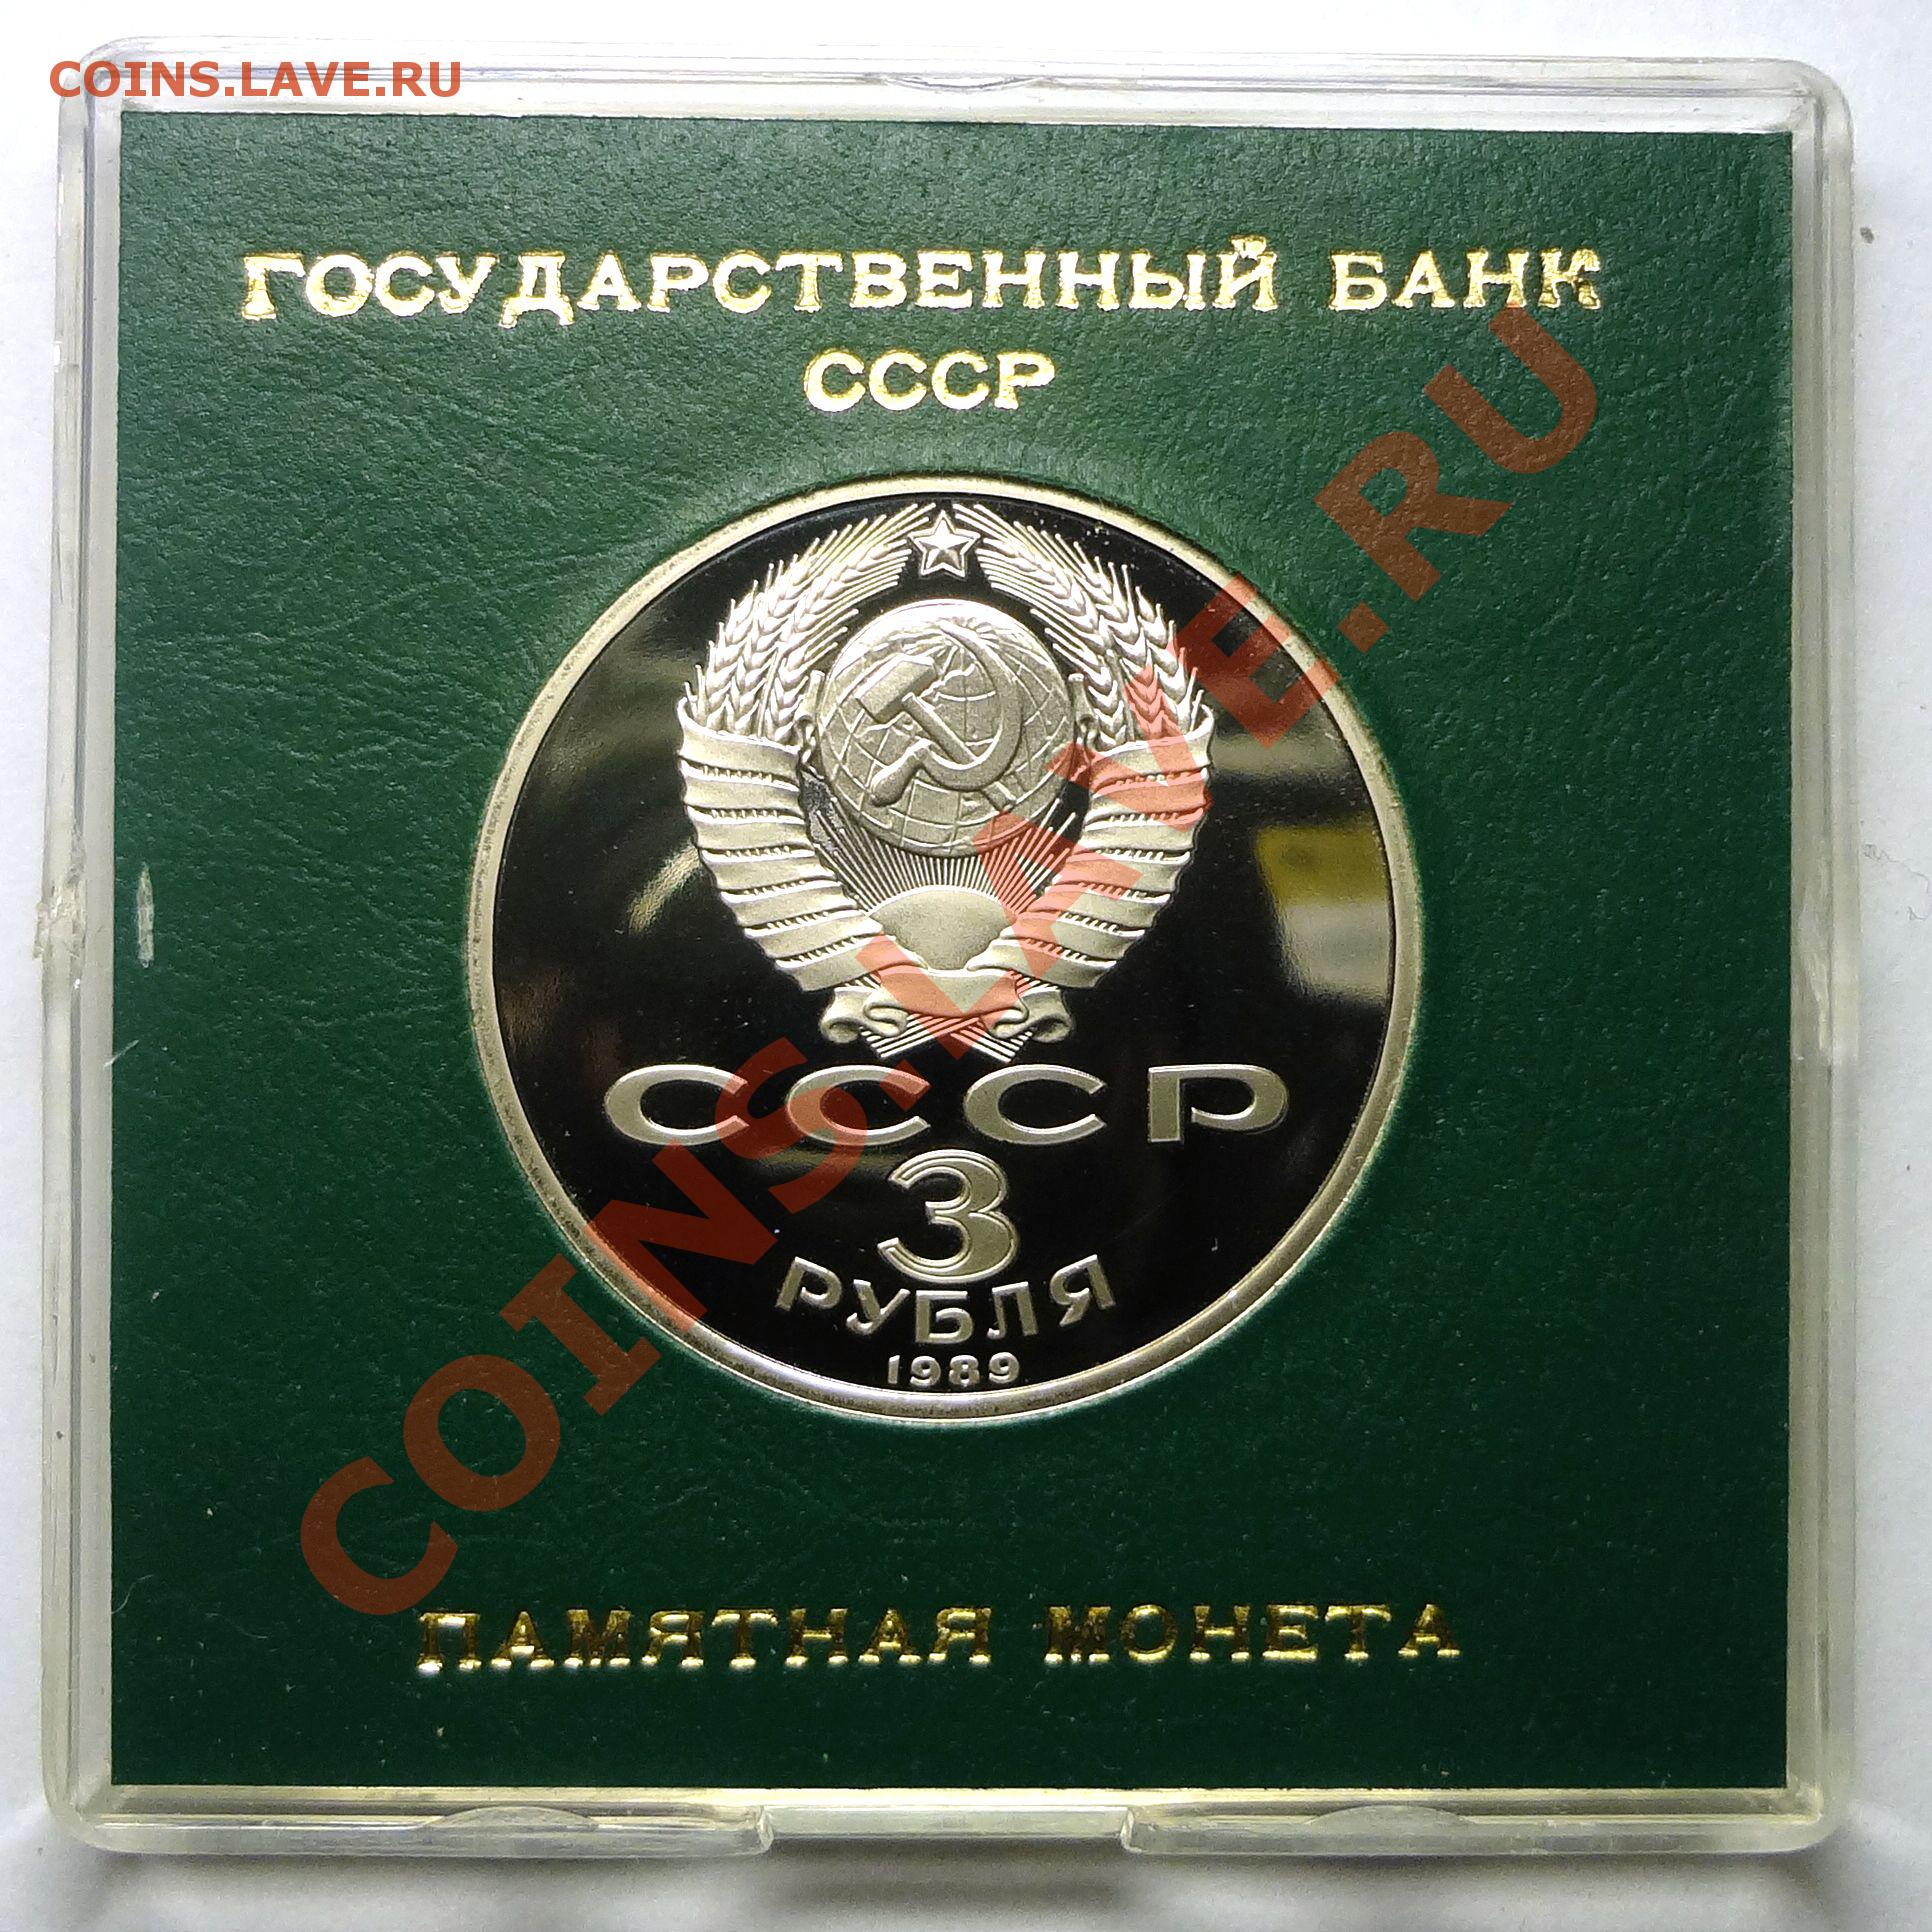 COINS.LAVE.RU
ГОСУДАРСТВЕННЫЙ БАНК
СССР
СССР
3
РУБЛЯ
1989
ПАМЯТНАЯ МОНЕТА
COINS.LAVE.RU